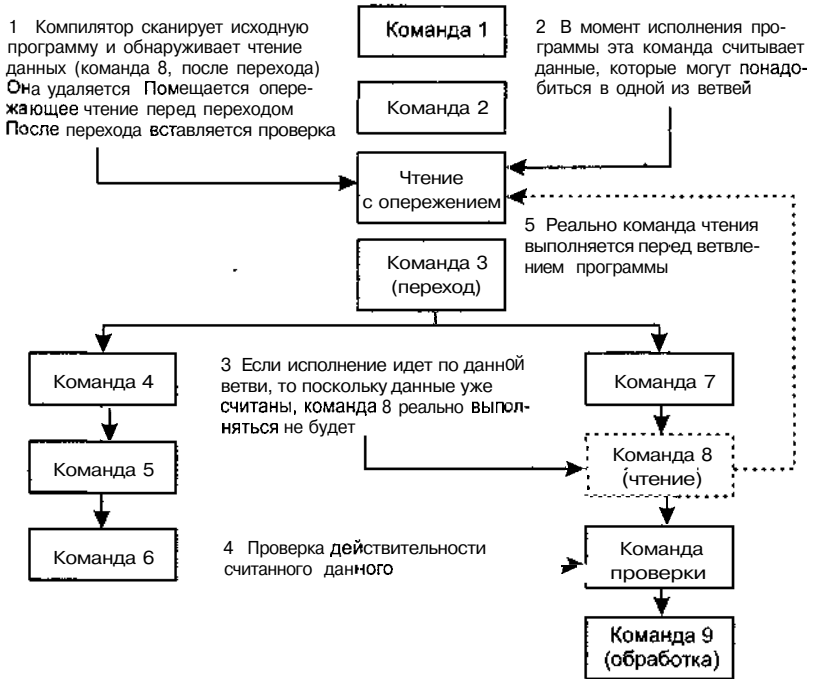 1 Компилятор сканирует исходную
программу и обнаруживает чтение
данных (команда 8, после перехода)
Она удаляется Помещается опере-
жающее чтение перед переходом
После перехода вставляется проверка
Команда 1
2 В момент исполнения про-
граммы эта команда считывает
данные, которые могут понадо-
биться в одной из ветвей
Команда 2
Чтение
с опережением
5 Реально команда чтения
выполняется перед ветвле-
нием программы
Команда 3
(переход)
Команда 4
3 Если исполнение идет по данной
ветви, то поскольку данные уже
считаны, команда 8 реально выпол-
няться не будет
Команда 7
Команда 5
Команда 8
(чтение)
Команда 6
4 Проверка действительности
считанного данного
Команда
проверки
Команда 9
(обработка)